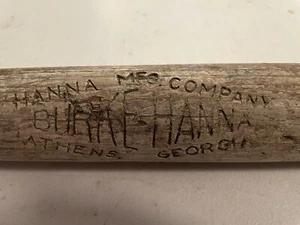 HANNA MFG. COMPANY
BURKE-HANNA
ATHENS, GEORGIA